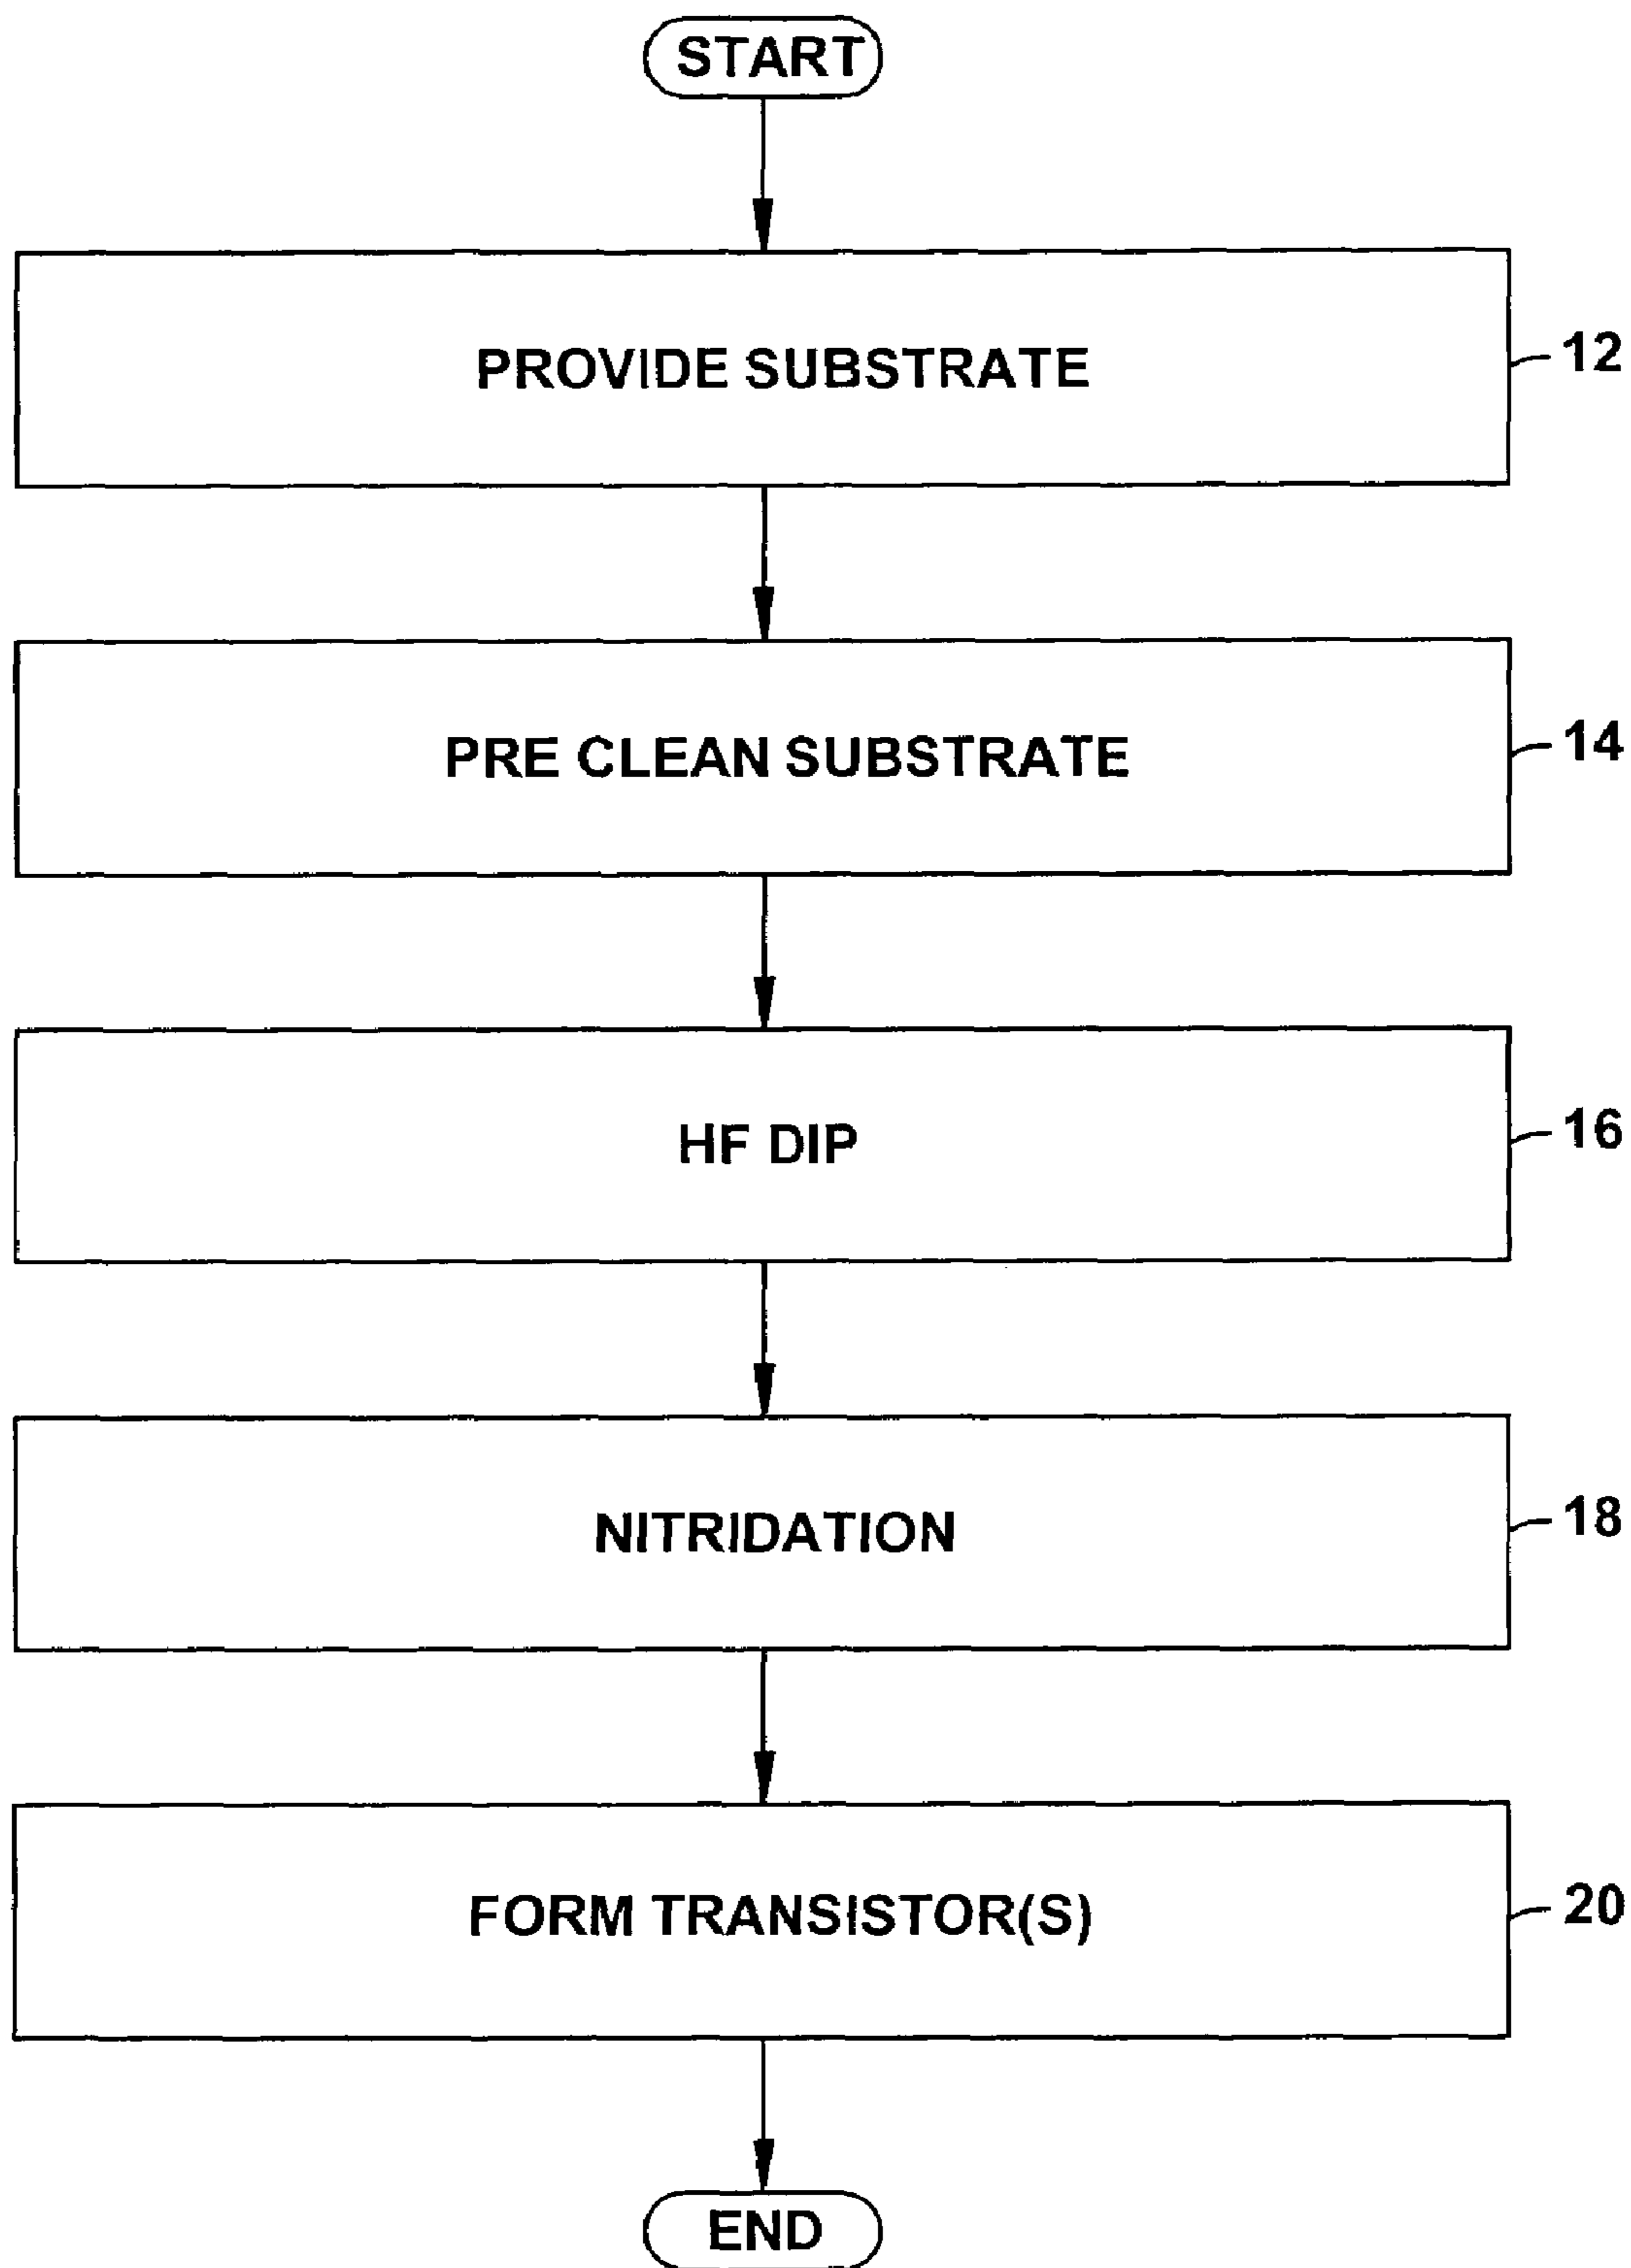 START
PROVIDE SUBSTRATE
12
PRE CLEAN SUBSTRATE
14
HF DIP
16
NITRIDATION
18
FORM TRANSISTOR(S)
20
END